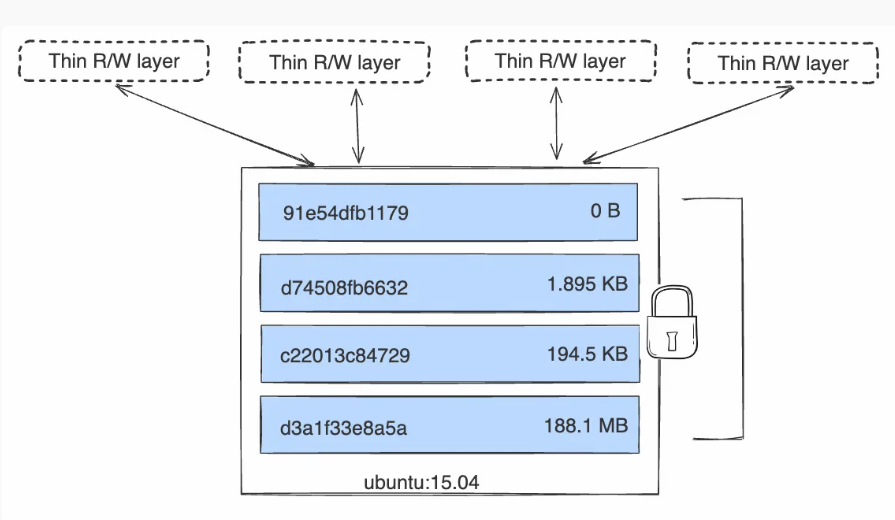 Thin R/W layer
Thin R/W layer
Thin R/W layer
Thin R/W layer
91e54dfb1179 0 B
d74508fb6632 1.895 KB
c22013c84729 194.5 KB
d3a1f33e8a5a 188.1 MB
ubuntu:15.04